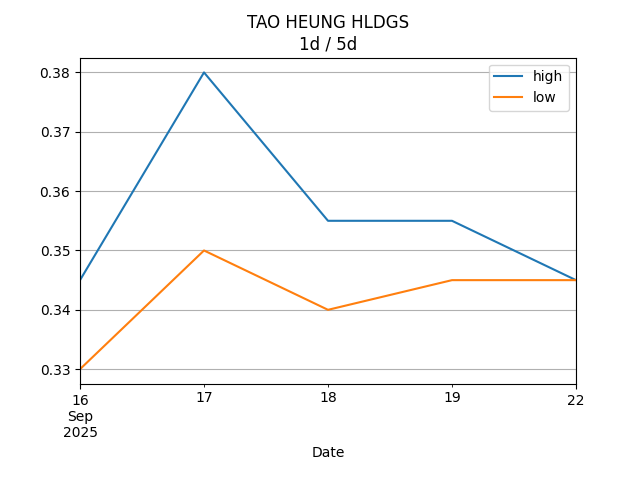 TAO HEUNG HLDGS
1d / 5d
high
low
0.38
0.37
0.36
0.35
0.34
0.33
16
Sep
2025
17
18
19
22
Date